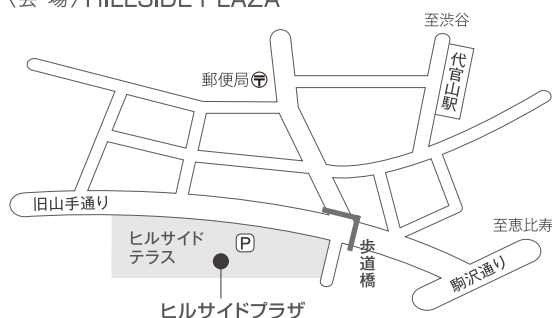 〈会 場〉HILLSIDE PLAZA
至渋谷
代官山駅
郵便局〒
旧山手通り
ヒルサイド
テラス
P
歩道橋
至恵比寿
駒沢通り
ヒルサイドプラザ